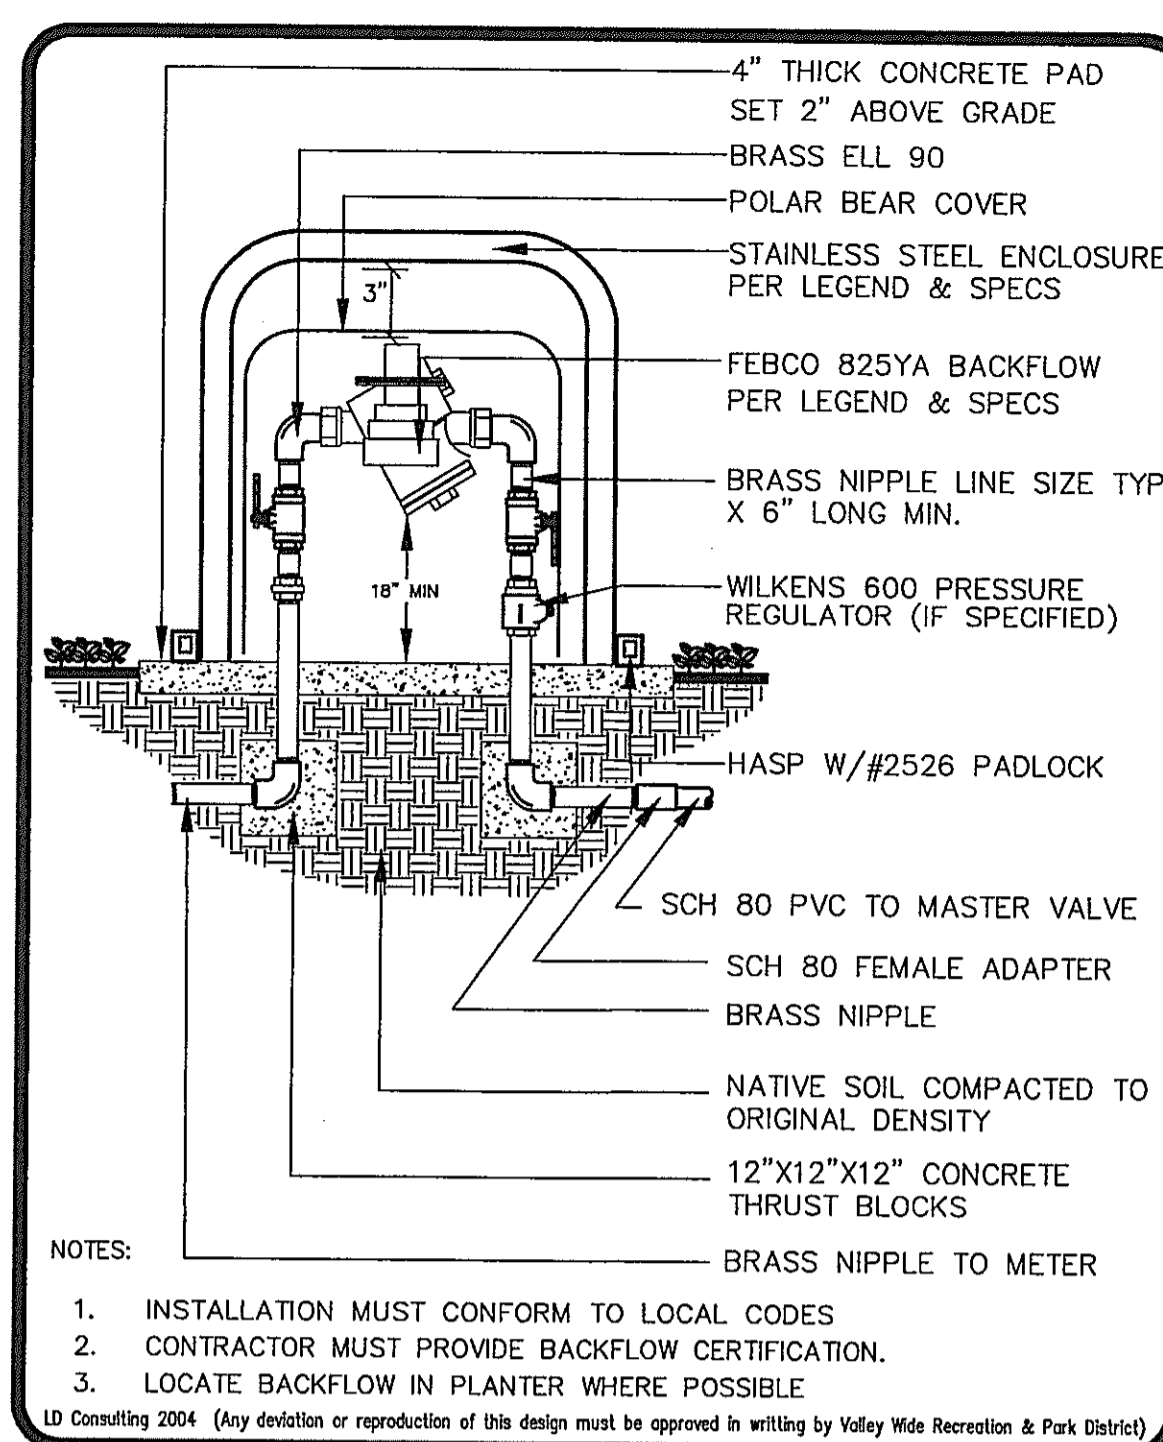 4" THICK CONCRETE PAD
SET 2" ABOVE GRADE
BRASS ELL 90
POLAR BEAR COVER
STAINLESS STEEL ENCLOSURE
PER LEGEND & SPECS
3"
FEBCO 825YA BACKFLOW
PER LEGEND & SPECS
BRASS NIPPLE LINE SIZE TYP
X 6" LONG MIN.
18" MIN
WILKENS 600 PRESSURE
REGULATOR (IF SPECIFIED)
HASP W/#2526 PADLOCK
SCH 80 PVC TO MASTER VALVE
SCH 80 FEMALE ADAPTER
BRASS NIPPLE
NATIVE SOIL COMPACTED TO
ORIGINAL DENSITY
12"X12"X12" CONCRETE
THRUST BLOCKS
BRASS NIPPLE TO METER
NOTES:
1. INSTALLATION MUST CONFORM TO LOCAL CODES
2. CONTRACTOR MUST PROVIDE BACKFLOW CERTIFICATION.
3. LOCATE BACKFLOW IN PLANTER WHERE POSSIBLE
LD Consulting 2004 (Any deviation or reproduction of this design must be approved in writting by Valley Wide Recreation & Park District)